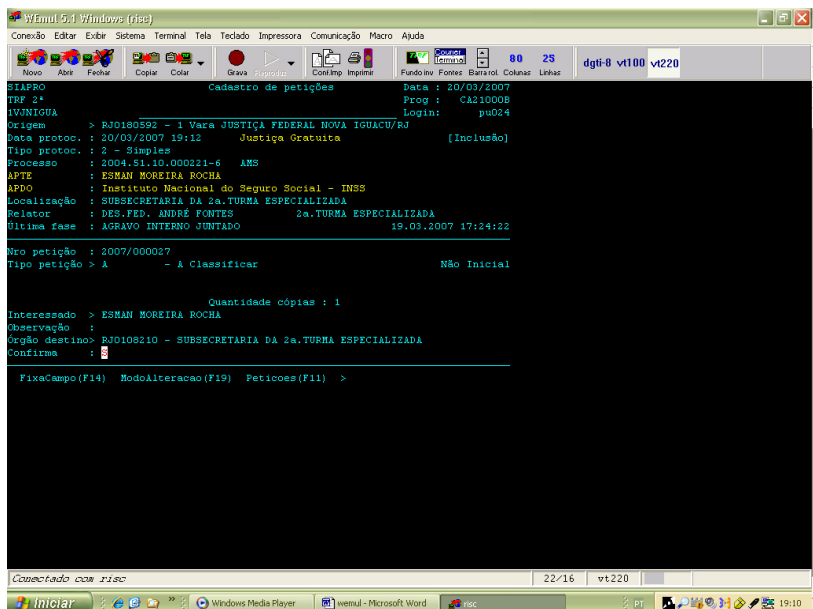 WEmul 5.1 Windows (risc)
Conexão Editar Exibir Sistema Terminal Tela Teclado Impressora Comunicação Macro Ajuda
Courier
Terminal 80 25 dgti-8 vt100 vt220
Novo Abrir Fechar Copiar Colar Grava Reproduz Conf.Imp Imprimir Fundo inv Fontes Barra rol. Colunas Linhas
SIAPRO Cadastro de petições Data : 20/03/2007
TRF 2ª Prog : CA21000B
1VJNIGUA Login: pu024
Origem > RJ0180592 - 1 Vara JUSTIÇA FEDERAL NOVA IGUACU/RJ
Data protoc. : 20/03/2007 19:12 Justiça Gratuita [Inclusão]
Tipo protoc. : 2 - Simples
Processo : 2004.51.10.000221-6 AMS
APTE : ESMAN MOREIRA ROCHA
APDO : Instituto Nacional do Seguro Social - INSS
Localização : SUBSECRETARIA DA 2a.TURMA ESPECIALIZADA
Relator : DES.FED. ANDRÉ FONTES 2a.TURMA ESPECIALIZADA
Última fase : AGRAVO INTERNO JUNTADO 19.03.2007 17:24:22
Nro petição : 2007/000027
Tipo petição > A - A Classificar Não Inicial
Quantidade cópias : 1
Interessado > ESMAN MOREIRA ROCHA
Observação :
Órgão destino> RJ0108210 - SUBSECRETARIA DA 2a.TURMA ESPECIALIZADA
Confirma : S
FixaCampo(F14) ModoAlteracao(F19) Peticoes(F11) >
Conectado com risc 22/16 vt220
Iniciar » Windows Media Player wemul - Microsoft Word risc PT 19:10